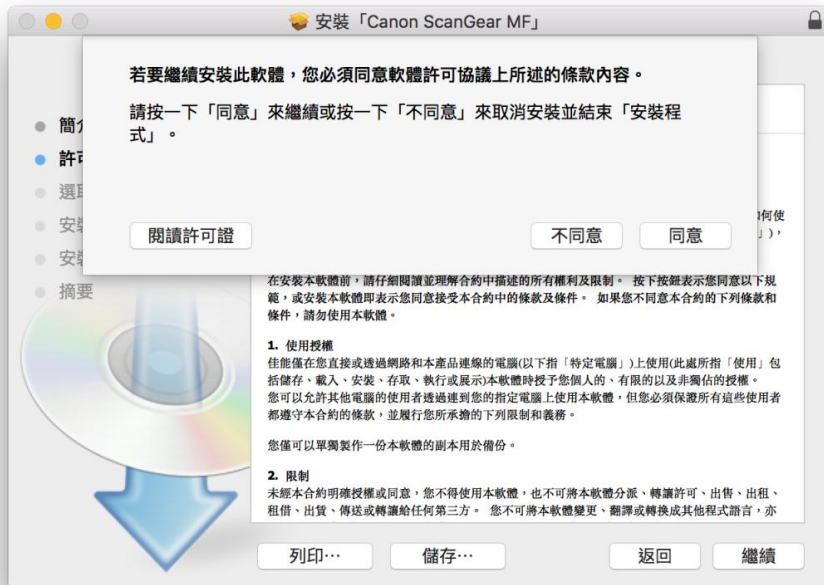 安裝「Canon ScanGear MF」
若要繼續安裝此軟體，您必須同意軟體許可協議上所述的條款內容。
請按一下「同意」來繼續或按一下「不同意」來取消安裝並結束「安裝程
式」。
閱讀許可證
不同意
同意
簡介
許可
選取
安裝
安裝
摘要
如何使
」)，
在安裝本軟體前，請仔細閱讀並理解合約中描述的所有權利及限制。 按下按鈕表示您同意以下規
範，或安裝本軟體即表示您同意接受本合約中的條款及條件。 如果您不同意本合約的下列條款和
條件，請勿使用本軟體。
1. 使用授權
佳能僅在您直接或透過網路和本產品連線的電腦(以下指「特定電腦」)上使用(此處所指「使用」包
括儲存、載入、安裝、存取、執行或展示)本軟體時授予您個人的、有限的以及非獨佔的授權。
您可以允許其他電腦的使用者透過連到您的指定電腦上使用本軟體，但您必須保證所有這些使用者
都遵守本合約的條款，並履行您所承擔的下列限制和義務。
您僅可以單獨製作一份本軟體的副本用於備份。
2. 限制
未經本合約明確授權或同意，您不得使用本軟體，也不可將本軟體分派、轉讓許可、出售、出租、
租借、出賃、傳送或轉讓給任何第三方。 您不可將本軟體變更、翻譯或轉換成其他程式語言，亦
列印…
儲存…
返回
繼續